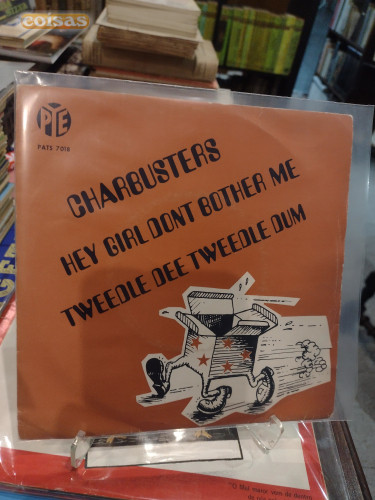 coisas
PYE
PATE 7018
CHARBUSTERS
HEY GIRL DONT BOTHER ME
TWEEDLE DEE TWEEDLE DUM